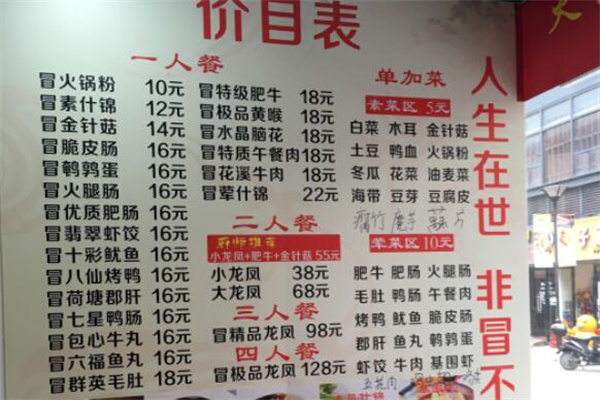 价目表
一人餐
冒火锅粉 10元
冒素什锦 12元
冒金针菇 14元
冒脆皮肠 16元
冒鹌鹑蛋 16元
冒火腿肠 16元
冒优质肥肠 16元
冒翡翠虾饺 16元
冒十彩鱿鱼 16元
冒八仙烤鸭 16元
冒荷塘郡肝 16元
冒七星鸭肠 16元
冒包心牛丸 16元
冒六福鱼丸 16元
冒群英毛肚 18元
冒特级肥牛 18元
冒极品黄喉 18元
冒水晶脑花 18元
冒特质午餐肉 18元
冒花溪牛肉 18元
冒荤什锦 22元
二人餐
厨师推荐
小龙凤+肥牛+金针菇 55元
小龙凤 38元
大龙凤 68元
三人餐
冒精品龙凤 98元
四人餐
冒极品龙凤 128元
单加菜
素菜区 5元
白菜 木耳 金针菇
土豆 鸭血 火锅粉
冬瓜 花菜 油麦菜
海带 豆芽 豆腐皮
腐竹
荤菜区 10元
肥牛 肥肠 火腿肠
毛肚 鸭肠 午餐肉
烤鸭 鱿鱼 脆皮肠
郡肝 鱼丸 鹌鹑蛋
虾饺 牛肉 基围虾
五花肉
人生在世 非冒不